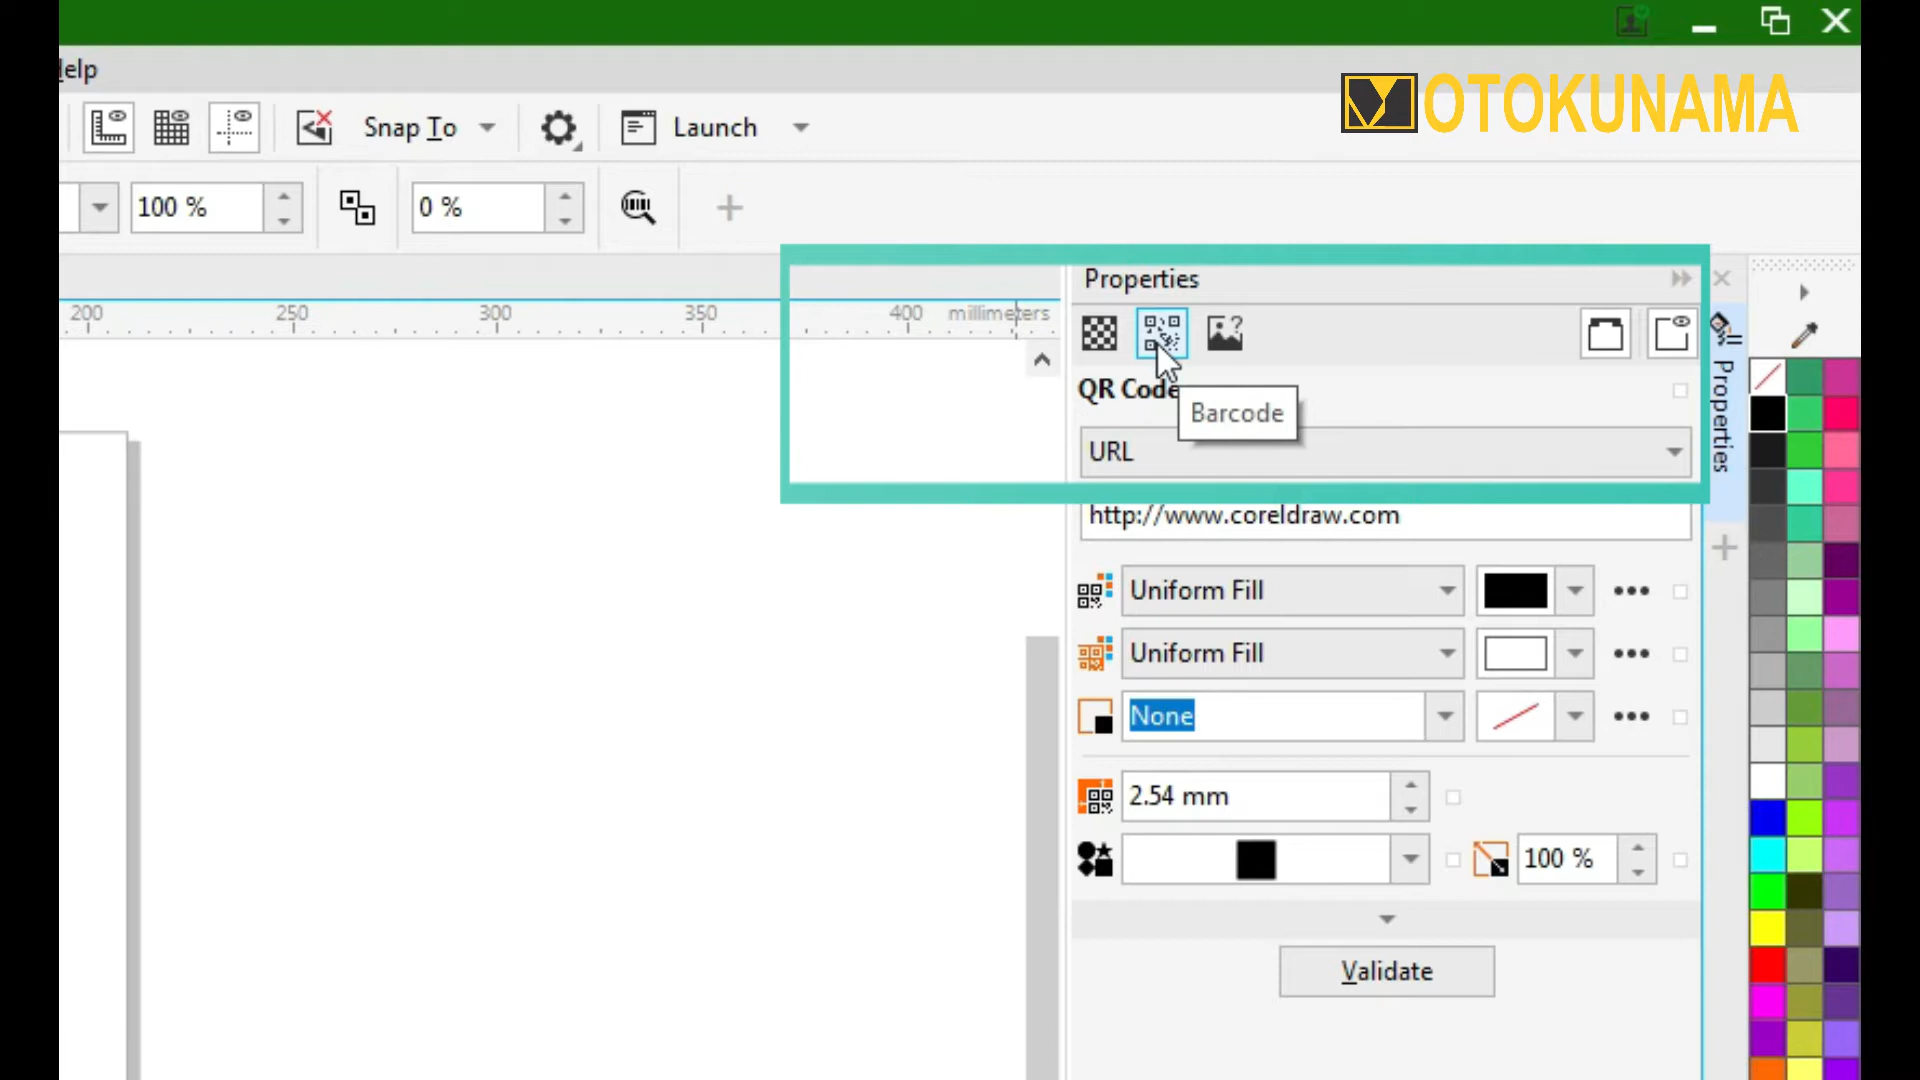 Help
OTOKUNAMA
Snap To
Launch
100 %
0 %
Properties
200 250 300 350 400 millimeters
QR Code
Barcode
URL
Properties
http://www.coreldraw.com
Uniform Fill
Uniform Fill
None
2.54 mm
100 %
Validate